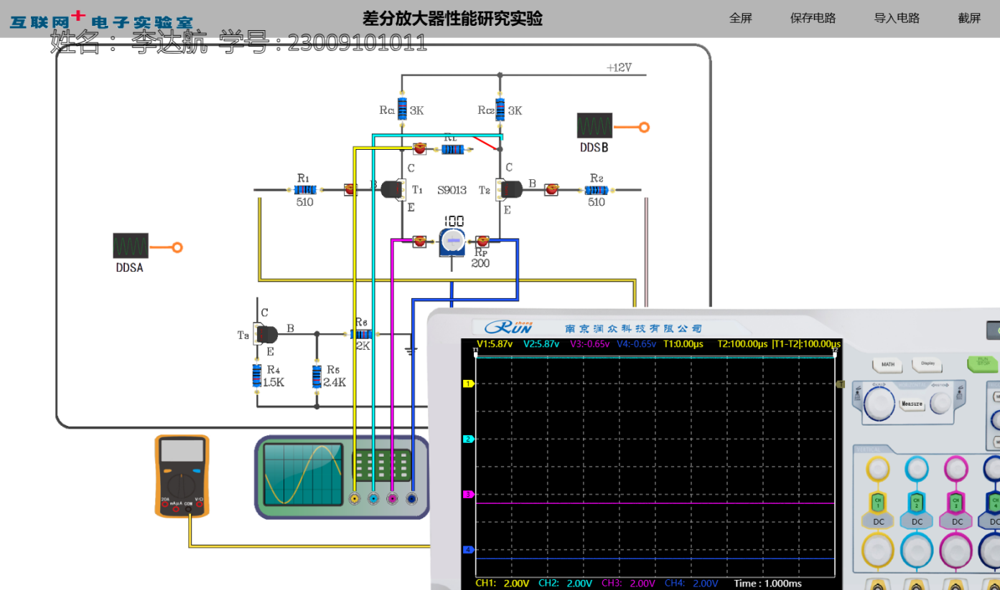 互联网+电子实验室
差分放大器性能研究实验
全屏 保存电路 导入电路 截屏
姓名： 李达航 学号：23009101011
+12V
RC1 3K RC2 3K
DDSB
RL
C C
R1 B T1 S9013 T2 B R2
510 510
E E
100
RP
200
DDSA
C
T3 B R6
2K
E
R4 R5
1.5K 2.4K
RUN zhong 南京润众科技有限公司
V1:5.87v V2:5.87v V3:-0.65v V4:-0.65v T1:0.00μs T2:100.00μs |T1-T2|:100.00μs
T1 T2
1 T
2
3
4
CH1: 2.00V CH2: 2.00V CH3: 2.00V CH4: 2.00V Time : 1.000ms
MATH Display RUN STOP
Measure
VERTICAL
CH 1 CH 2 CH 3 CH 4
DC DC DC DC
20A mAμA COM VΩ